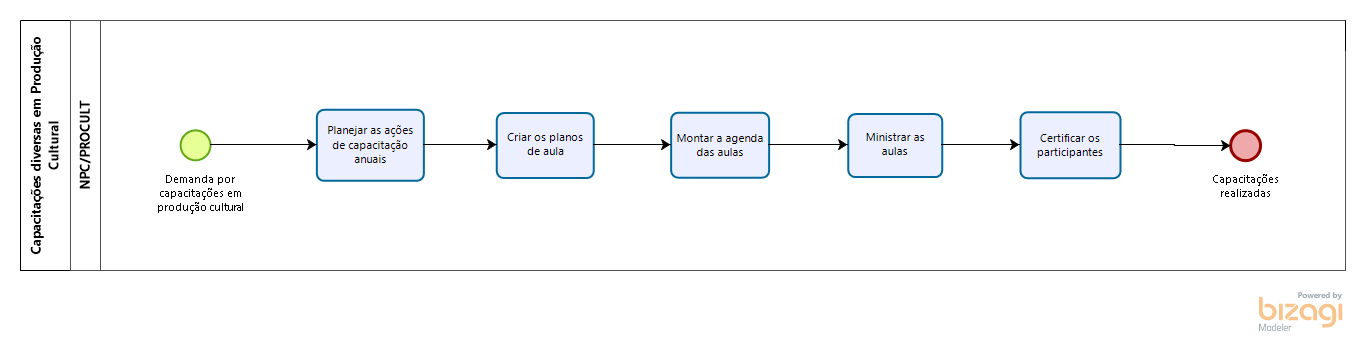 Capacitações diversas em Produção
Cultural
NPC/PROCULT
Demanda por
capacitações em
produção cultural
Planejar as ações
de capacitação
anuais
Criar os planos
de aula
Montar a agenda
das aulas
Ministrar as
aulas
Certificar os
participantes
Capacitações
realizadas
Powered by
bizagi
Modeler